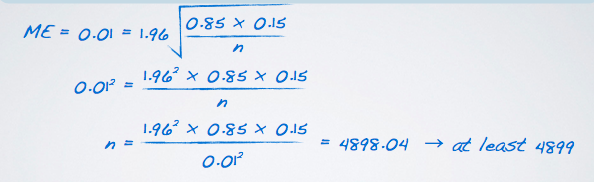 ME = 0.01 = 1.96 √(0.85 × 0.15 / n)
0.01² = 1.96² × 0.85 × 0.15 / n
n = 1.96² × 0.85 × 0.15 / 0.01² = 4898.04 → at least 4899